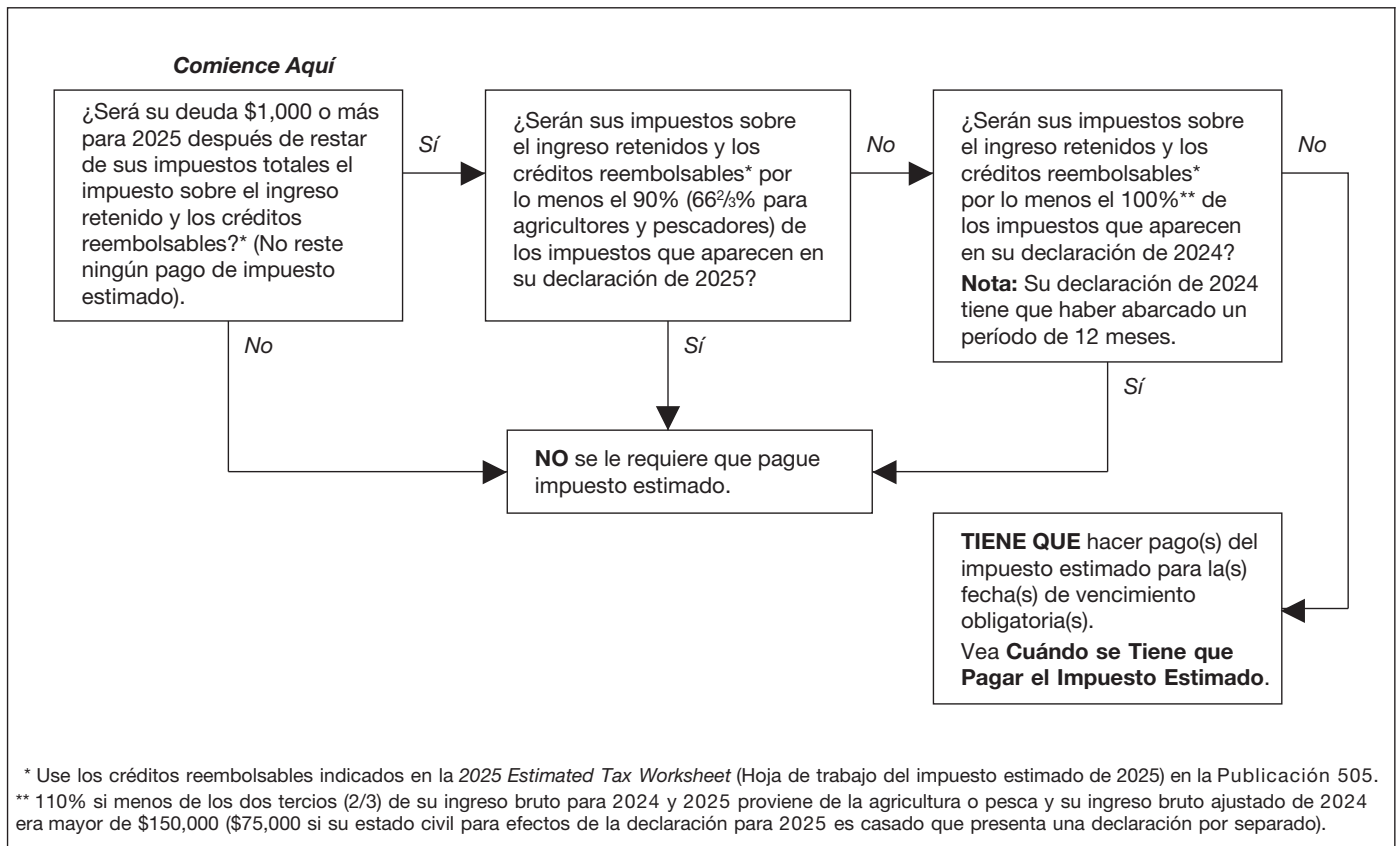 Comience Aquí
¿Será su deuda $1,000 o más
para 2025 después de restar
de sus impuestos totales el
impuesto sobre el ingreso
retenido y los créditos
reembolsables?* (No reste
ningún pago de impuesto
estimado).
Sí
¿Serán sus impuestos sobre
el ingreso retenidos y los
créditos reembolsables* por
lo menos el 90% (66⅔% para
agricultores y pescadores) de
los impuestos que aparecen en
su declaración de 2025?
No
¿Serán sus impuestos sobre
el ingreso retenidos y los
créditos reembolsables*
por lo menos el 100%** de
los impuestos que aparecen
en su declaración de 2024?
Nota: Su declaración de 2024
tiene que haber abarcado un
período de 12 meses.
No
No
Sí
Sí
NO se le requiere que pague
impuesto estimado.
TIENE QUE hacer pago(s) del
impuesto estimado para la(s)
fecha(s) de vencimiento
obligatoria(s).
Vea Cuándo se Tiene que
Pagar el Impuesto Estimado.
* Use los créditos reembolsables indicados en la 2025 Estimated Tax Worksheet (Hoja de trabajo del impuesto estimado de 2025) en la Publicación 505.
** 110% si menos de los dos tercios (2/3) de su ingreso bruto para 2024 y 2025 proviene de la agricultura o pesca y su ingreso bruto ajustado de 2024
era mayor de $150,000 ($75,000 si su estado civil para efectos de la declaración para 2025 es casado que presenta una declaración por separado).